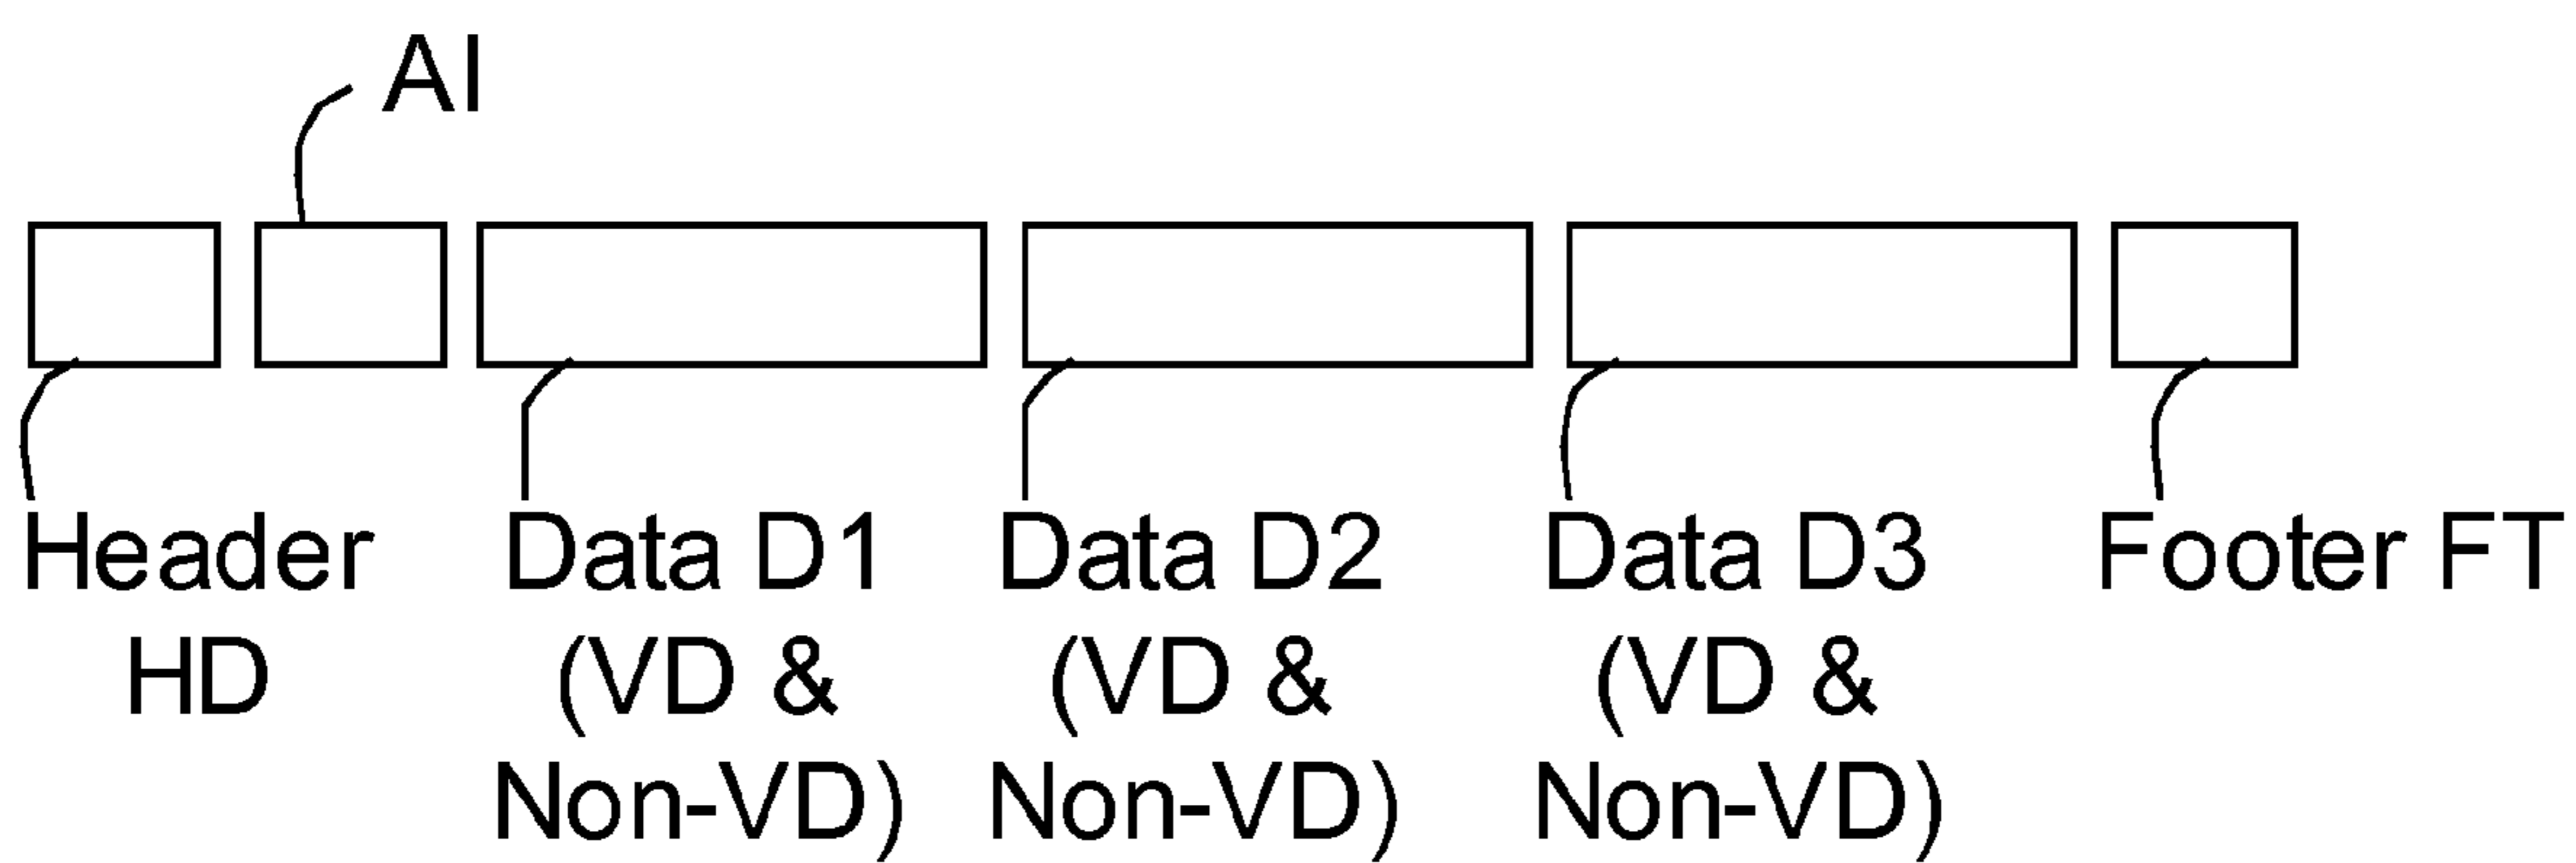 AI
Header
HD
Data D1
(VD &
Non-VD)
Data D2
(VD &
Non-VD)
Data D3
(VD &
Non-VD)
Footer FT